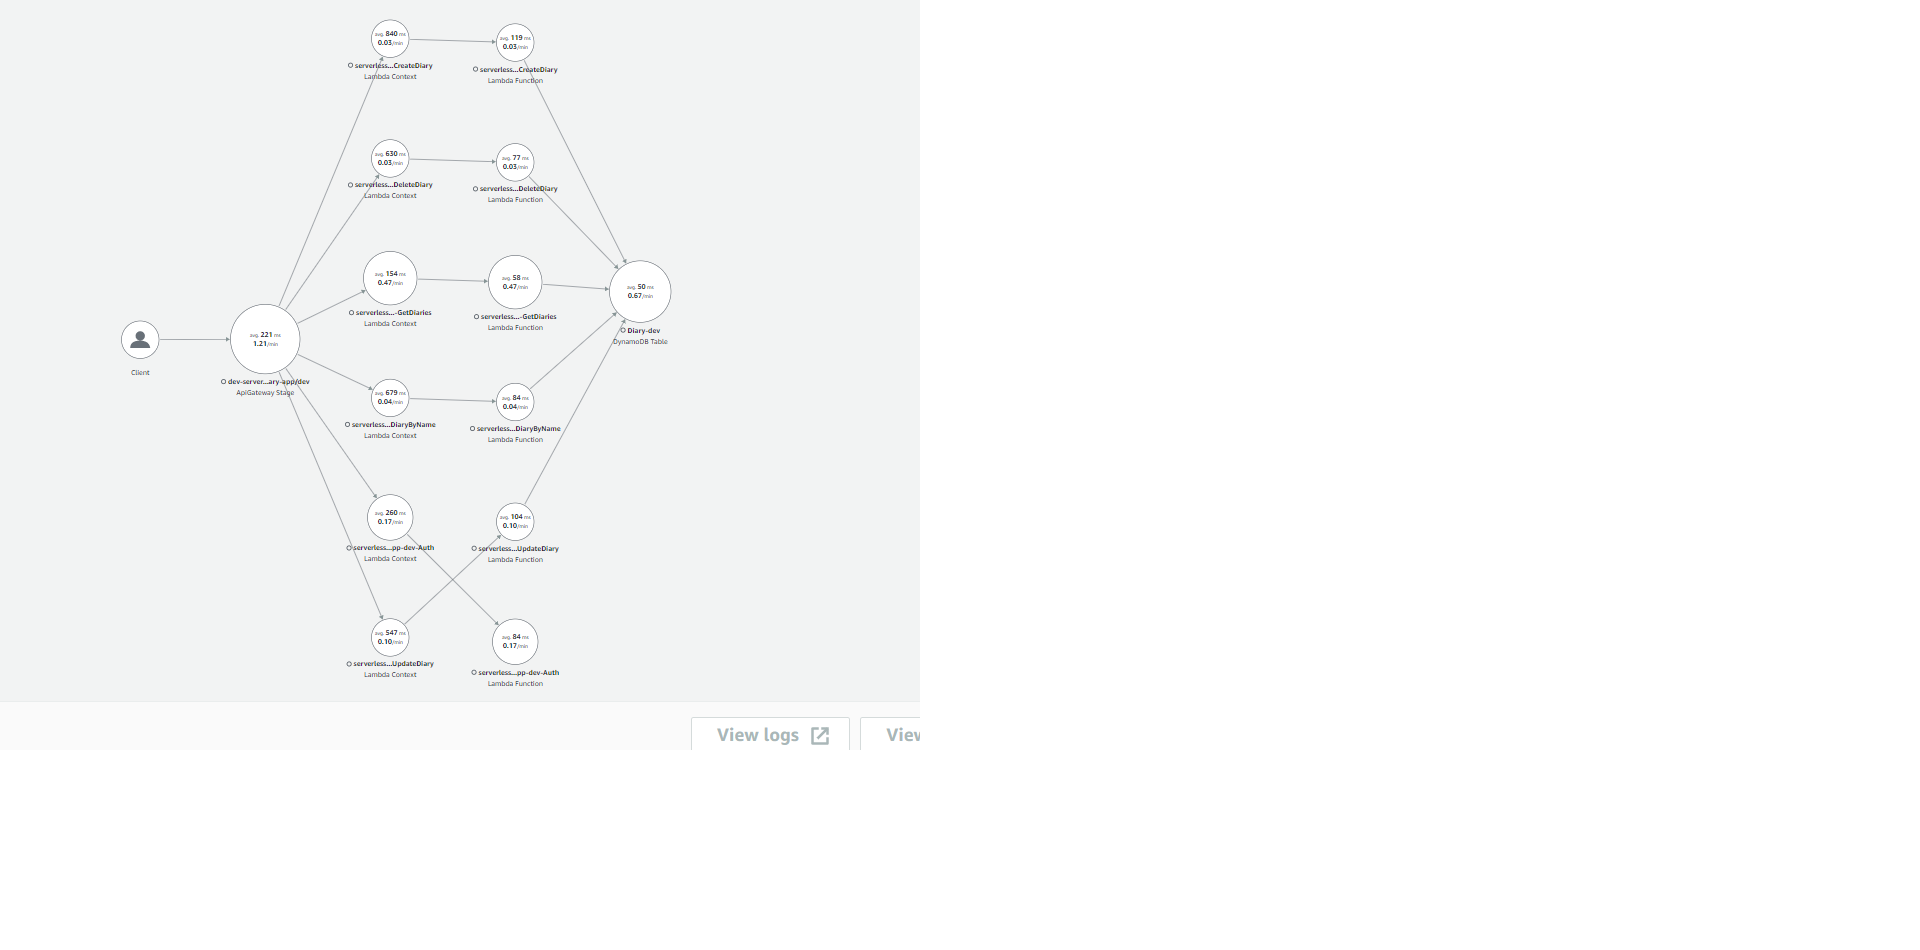 avg. 840 ms
0.03/min
serverless...CreateDiary
Lambda Context
avg. 119 ms
0.03/min
serverless...CreateDiary
Lambda Function
avg. 630 ms
0.03/min
serverless...DeleteDiary
Lambda Context
avg. 77 ms
0.03/min
serverless...DeleteDiary
Lambda Function
avg. 154 ms
0.47/min
serverless...-GetDiaries
Lambda Context
avg. 58 ms
0.47/min
serverless...-GetDiaries
Lambda Function
avg. 50 ms
0.67/min
Diary-dev
DynamoDB Table
Client
avg. 221 ms
1.21/min
dev-server...ary-app/dev
ApiGateway Stage
avg. 679 ms
0.04/min
serverless...DiaryByName
Lambda Context
avg. 84 ms
0.04/min
serverless...DiaryByName
Lambda Function
avg. 260 ms
0.17/min
serverless...pp-dev-Auth
Lambda Context
avg. 104 ms
0.10/min
serverless...UpdateDiary
Lambda Function
avg. 547 ms
0.10/min
serverless...UpdateDiary
Lambda Context
avg. 84 ms
0.17/min
serverless...pp-dev-Auth
Lambda Function
View logs
View